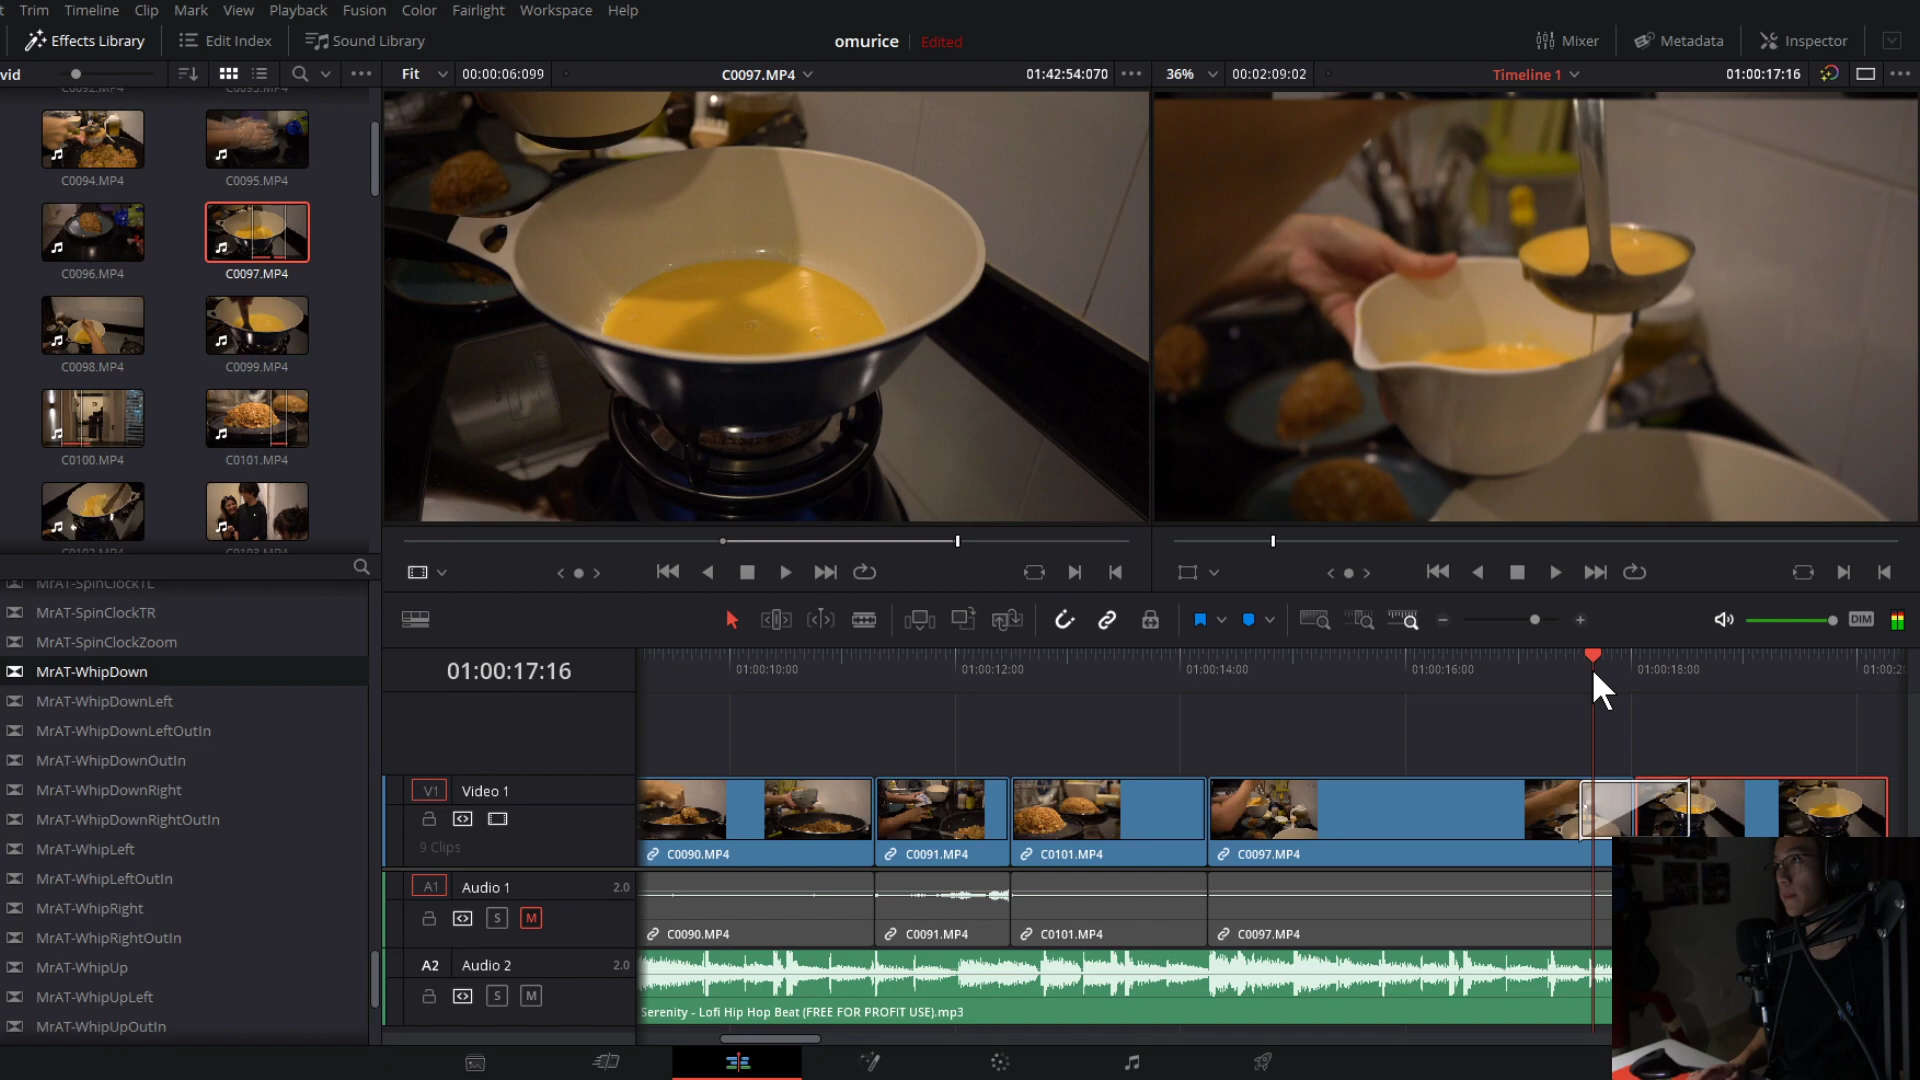 t Trim Timeline Clip Mark View Playback Fusion Color Fairlight Workspace Help
Effects Library Edit Index Sound Library omurice Edited Mixer Metadata Inspector
vid Fit 00:00:06:099 C0097.MP4 01:42:54:070 36% 00:02:09:02 Timeline 1 01:00:17:16
C0092.MP4 C0093.MP4
C0094.MP4 C0095.MP4
C0096.MP4 C0097.MP4
C0098.MP4 C0099.MP4
C0100.MP4 C0101.MP4
C0102.MP4 C0103.MP4
MrAT-SpinClockTL
MrAT-SpinClockTR
MrAT-SpinClockZoom
MrAT-WhipDown
MrAT-WhipDownLeft
MrAT-WhipDownLeftOutIn
MrAT-WhipDownOutIn
MrAT-WhipDownRight
MrAT-WhipDownRightOutIn
MrAT-WhipLeft
MrAT-WhipLeftOutIn
MrAT-WhipRight
MrAT-WhipRightOutIn
MrAT-WhipUp
MrAT-WhipUpLeft
MrAT-WhipUpOutIn
DIM
01:00:17:16 01:00:10:00 01:00:12:00 01:00:14:00 01:00:16:00 01:00:18:00 01:00:2
V1 Video 1
9 Clips
C0090.MP4 C0091.MP4 C0101.MP4 C0097.MP4
A1 Audio 1 2.0
S M
C0090.MP4 C0091.MP4 C0101.MP4 C0097.MP4
A2 Audio 2 2.0
S M
Serenity - Lofi Hip Hop Beat (FREE FOR PROFIT USE).mp3